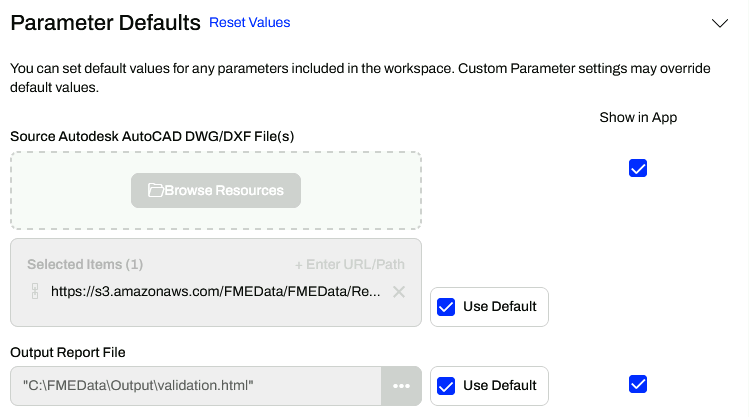 Parameter Defaults Reset Values
You can set default values for any parameters included in the workspace. Custom Parameter settings may override
default values.
Show in App
Source Autodesk AutoCAD DWG/DXF File(s)
Browse Resources
Selected Items (1) + Enter URL/Path
https://s3.amazonaws.com/FMEData/FMEData/Re...
Use Default
Output Report File
"C:\FMEData\Output\validation.html" ••• Use Default